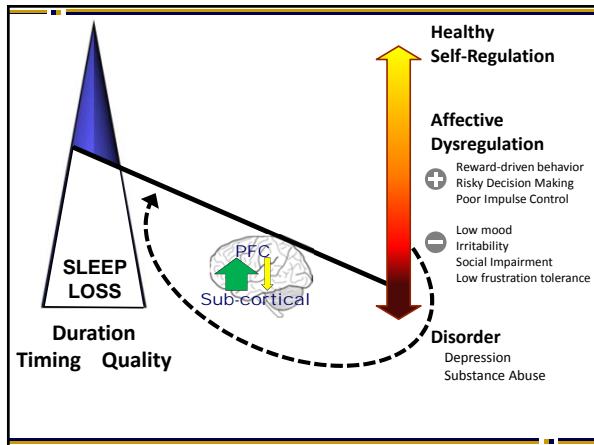 Healthy
Self-Regulation
Affective
Dysregulation
Reward-driven behavior
Risky Decision Making
Poor Impulse Control
Low mood
Irritability
Social Impairment
Low frustration tolerance
PFC
Sub-cortical
SLEEP
LOSS
Duration
Timing Quality
Disorder
Depression
Substance Abuse